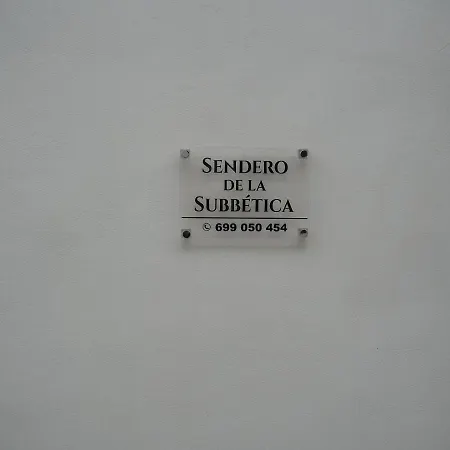 SENDERO
DE LA
SUBBÉTICA
699 050 454